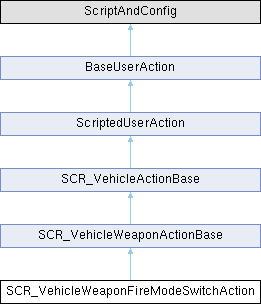 ScriptAndConfig
BaseUserAction
ScriptedUserAction
SCR_VehicleActionBase
SCR_VehicleWeaponActionBase
SCR_VehicleWeaponFireModeSwitchAction